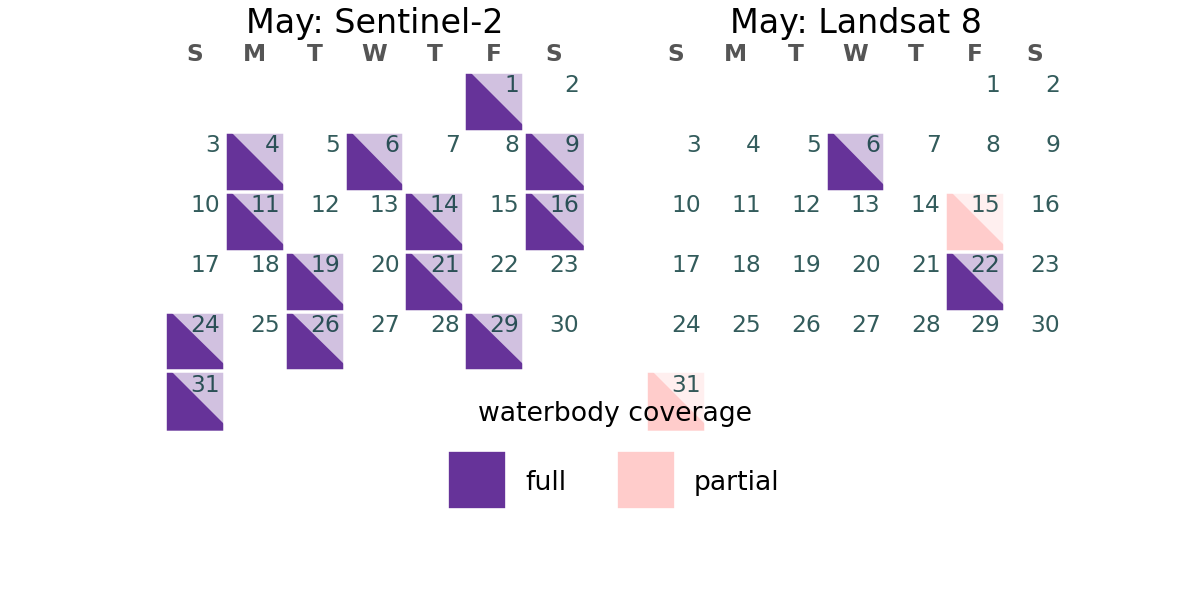 May: Sentinel-2
S M T W T F S
1 2
3 4 5 6 7 8 9
10 11 12 13 14 15 16
17 18 19 20 21 22 23
24 25 26 27 28 29 30
31
May: Landsat 8
S M T W T F S
1 2
3 4 5 6 7 8 9
10 11 12 13 14 15 16
17 18 19 20 21 22 23
24 25 26 27 28 29 30
31
waterbody coverage
full partial